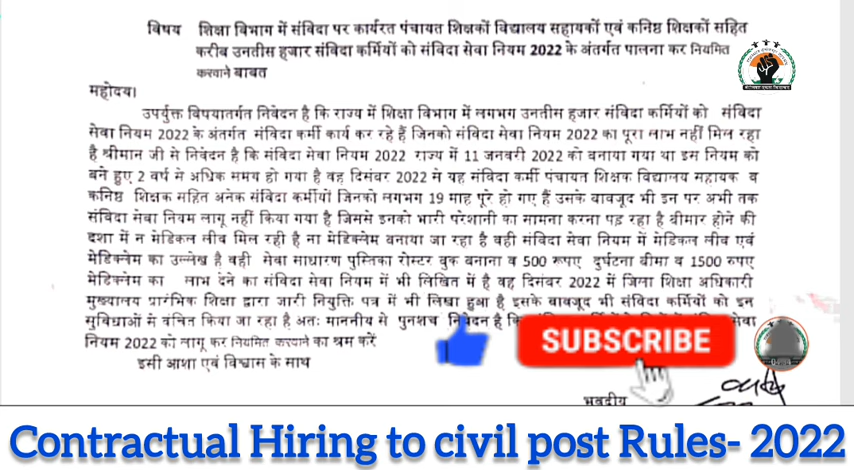 विषय शिक्षा विभाग में संविदा पर कार्यरत पंचायत शिक्षकों विद्यालय सहायकों एवं कनिष्ठ शिक्षकों सहित
करीब उनतीस हजार संविदा कर्मियों को संविदा सेवा नियम 2022 के अंतर्गत पालना कर नियमित
करवाने बाबत
महोदय।
उपर्युक्त विषयातर्गत निवेदन है कि राज्य में शिक्षा विभाग में लगभग उनतीस हजार संविदा कर्मियों को संविदा
सेवा नियम 2022 के अंतर्गत संविदा कर्मी कार्य कर रहे हैं जिनको संविदा सेवा नियम 2022 का पूरा लाभ नहीं मिल रहा
है श्रीमान जी से निवेदन है कि संविदा सेवा नियम 2022 राज्य में 11 जनवरी 2022 को बनाया गया था इस नियम को
बने हुए 2 वर्ष से अधिक समय हो गया है वह दिसंबर 2022 से यह संविदा कर्मी पंचायत शिक्षक विद्यालय सहायक व
कनिष्ठ शिक्षक सहित अनेक संविदा कर्मीयों जिनको लगभग 19 माह पूरे हो गए हैं उसके बावजूद भी इन पर अभी तक
संविदा सेवा नियम लागू नहीं किया गया है जिससे इनको भारी परेशानी का सामना करना पड़ रहा है बीमार होने की
दशा में न मेडिकल लीव मिल रही है ना मेडिक्लेम बनाया जा रहा है वही संविदा सेवा नियम में मेडिकल लीव एवं
मेडिक्लेम का उल्लेख है वही सेवा साधारण पुस्तिका रोस्टर बुक बनाना व 500 रूपए दुर्घटना बीमा व 1500 रुपए
मेडिक्लेम का लाभ देने का संविदा सेवा नियम में भी लिखित में है वह दिसंबर 2022 में जिला शिक्षा अधिकारी
मुख्यालय प्रारंभिक शिक्षा द्वारा जारी नियुक्ति पत्र में भी लिखा हुआ है इसके बावजूद भी संविदा कर्मियों को इन
सुविधाओं से वंचित किया जा रहा है अतः माननीय से पुनशच निवेदन है कि सेवा
नियम 2022 को लागू कर नियमित करवाने का श्रम करें
इसी आशा एवं विश्वास के साथ
SUBSCRIBE
भवदीय
Contractual Hiring to civil post Rules- 2022